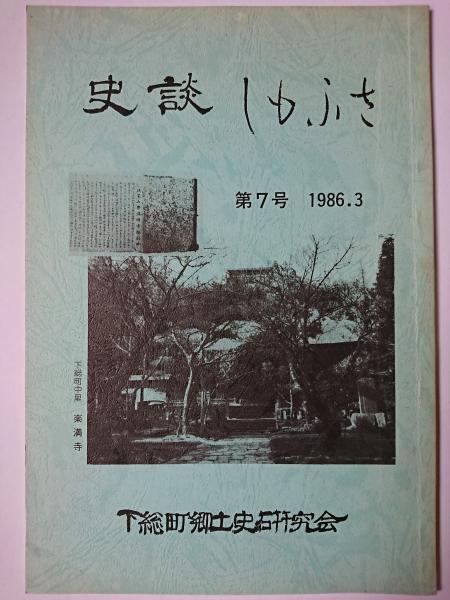 史談しもふさ
第7号 1986.3
下総町中里 楽満寺
下総町郷土史研究会